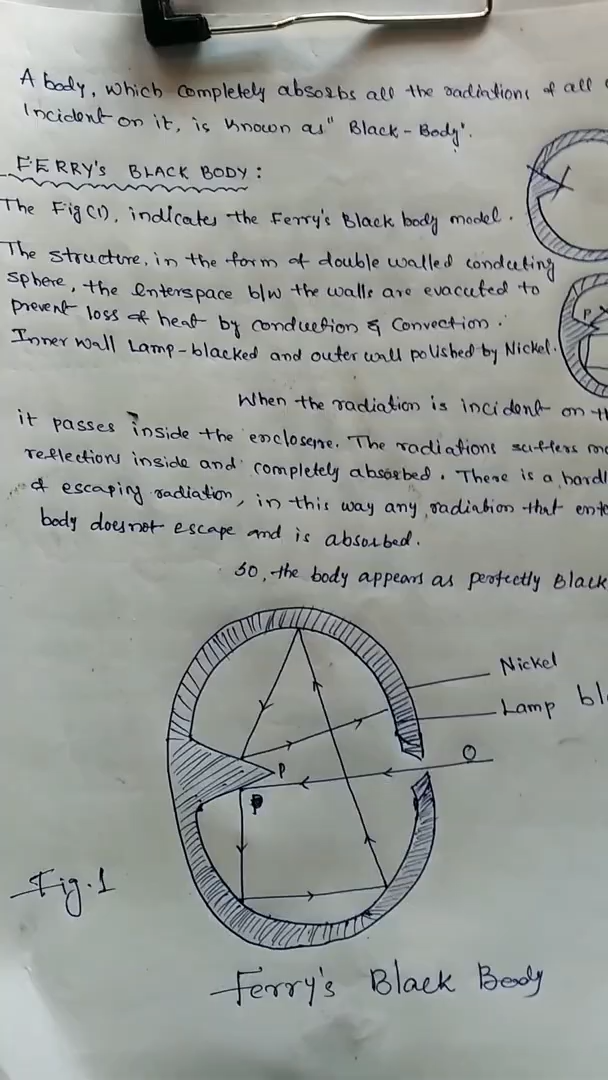 A body, which completely absorbs all the radiations of all
Incident on it, is known as "Black-Body".
FERRY'S BLACK BODY:
The Fig(1), indicates the Ferry's Black body model.
The structure, in the form of double walled conducting
sphere, the enterspace b/w the walls are evacuted to
prevent loss of heat by conduction & Convection.
Inner wall Lamp-blacked and outer wall polished by Nickel.
P
When the radiation is incident on
it passes inside the enclosere. The radiations suffers
reflections inside and completely absorbed. There is a
of escaping radiation, in this way any radiation that
body does not escape and is absorbed.
So, the body appears as perfectly Black
Nickel
Lamp
O
P
P
Fig.1
Ferry's Black Body